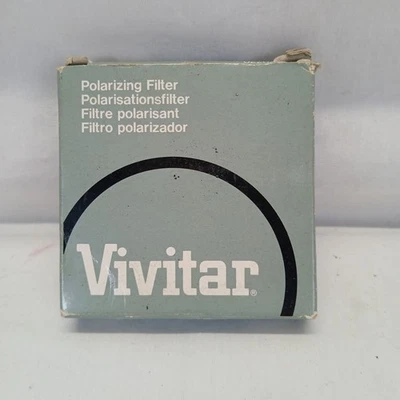 Polarizing Filter
Polarisationsfilter
Filtre polarisant
Filtro polarizador
Vivitar®